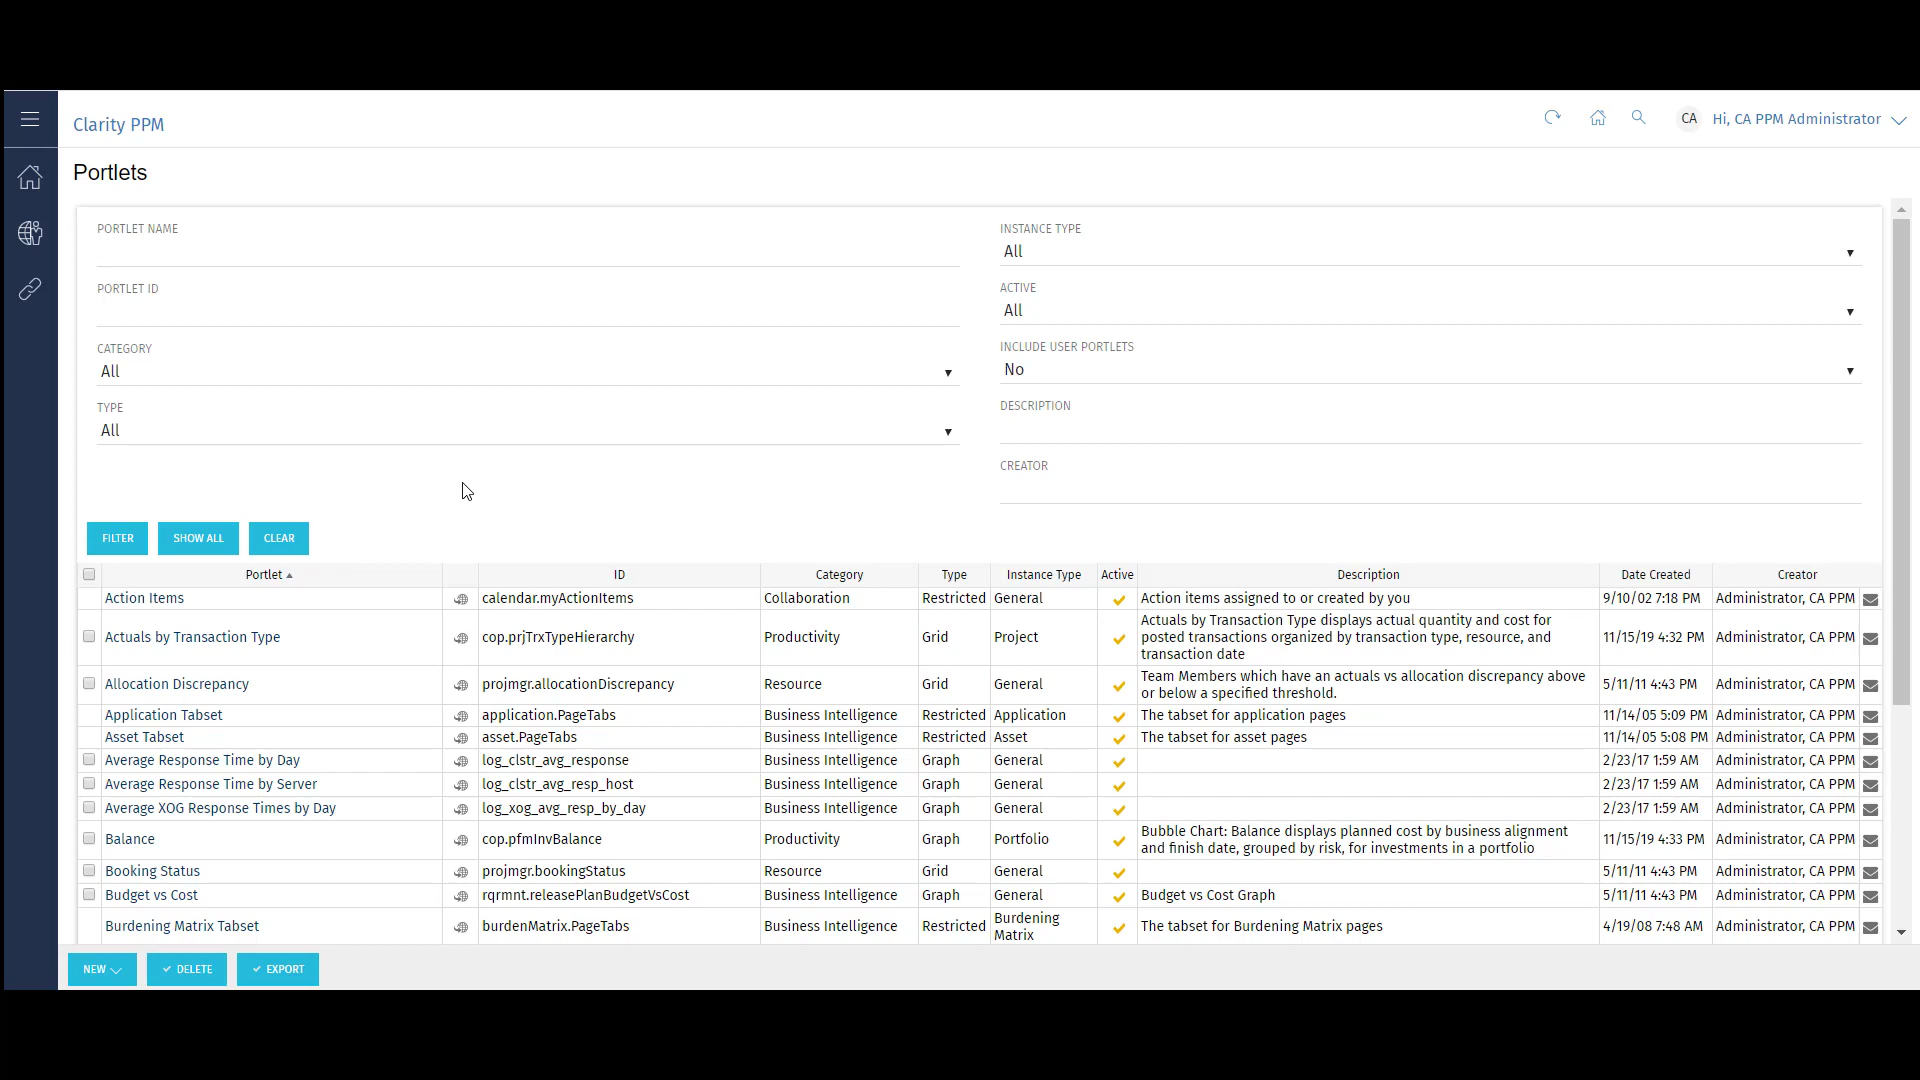 Clarity PPM
CA
Hi, CA PPM Administrator
Portlets
PORTLET NAME
PORTLET ID
CATEGORY
All
TYPE
All
INSTANCE TYPE
All
ACTIVE
All
INCLUDE USER PORTLETS
No
DESCRIPTION
CREATOR
FILTER SHOW ALL CLEAR
Portlet ID Category Type Instance Type Active Description Date Created Creator
Action Items calendar.myActionItems Collaboration Restricted General Action items assigned to or created by you 9/10/02 7:18 PM Administrator, CA PPM
Actuals by Transaction Type cop.prjTrxTypeHierarchy Productivity Grid Project Actuals by Transaction Type displays actual quantity and cost for
posted transactions organized by transaction type, resource, and
transaction date
11/15/19 4:32 PM Administrator, CA PPM
Allocation Discrepancy projmgr.allocationDiscrepancy Resource Grid General Team Members which have an actuals vs allocation discrepancy above
or below a specified threshold.
5/11/11 4:43 PM Administrator, CA PPM
Application Tabset application.PageTabs Business Intelligence Restricted Application The tabset for application pages 11/14/05 5:09 PM Administrator, CA PPM
Asset Tabset asset.PageTabs Business Intelligence Restricted Asset The tabset for asset pages 11/14/05 5:08 PM Administrator, CA PPM
Average Response Time by Day log_clstr_avg_response Business Intelligence Graph General 2/23/17 1:59 AM Administrator, CA PPM
Average Response Time by Server log_clstr_avg_resp_host Business Intelligence Graph General 2/23/17 1:59 AM Administrator, CA PPM
Average XOG Response Times by Day log_xog_avg_resp_by_day Business Intelligence Graph General 2/23/17 1:59 AM Administrator, CA PPM
Balance cop.pfmInvBalance Productivity Graph Portfolio Bubble Chart: Balance displays planned cost by business alignment
and finish date, grouped by risk, for investments in a portfolio
11/15/19 4:33 PM Administrator, CA PPM
Booking Status projmgr.bookingStatus Resource Grid General 5/11/11 4:43 PM Administrator, CA PPM
Budget vs Cost rqrmnt.releasePlanBudgetVsCost Business Intelligence Graph General Budget vs Cost Graph 5/11/11 4:43 PM Administrator, CA PPM
Burdening Matrix Tabset burdenMatrix.PageTabs Business Intelligence Restricted Burdening
Matrix
The tabset for Burdening Matrix pages 4/19/08 7:48 AM Administrator, CA PPM
NEW DELETE EXPORT